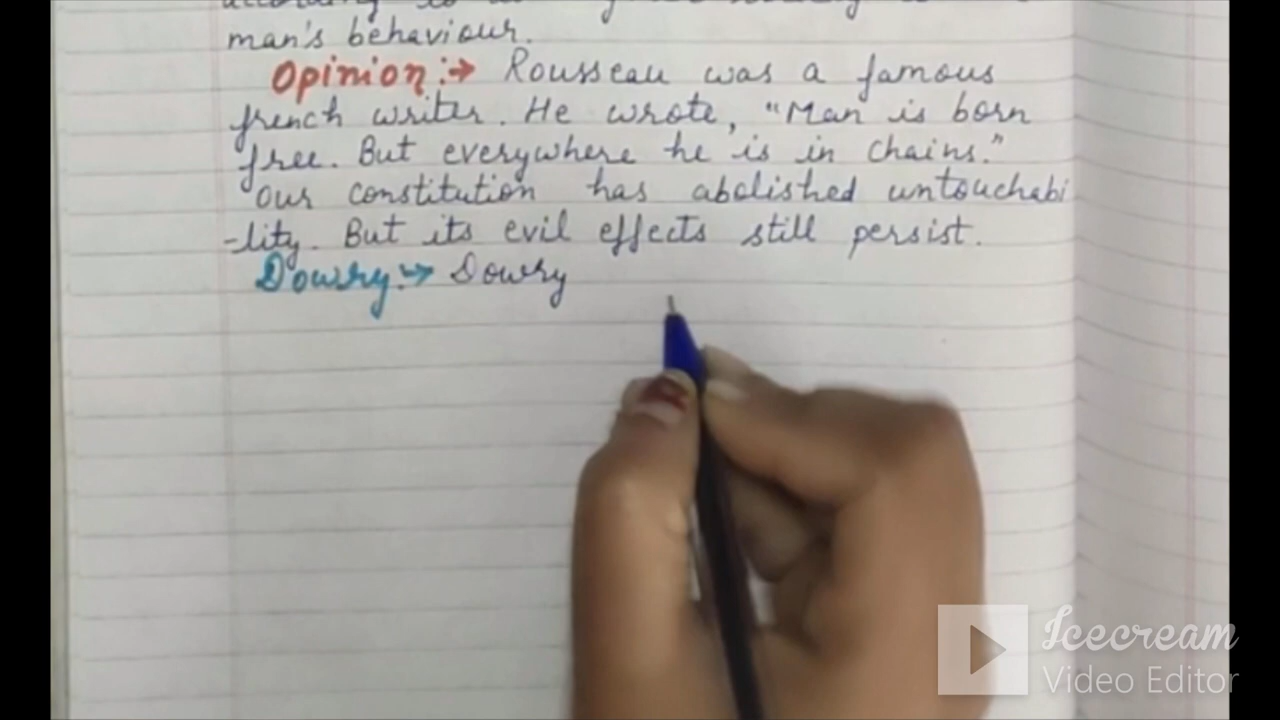 man's behaviour.
Opinion:→ Rousseau was a famous
french writer. He wrote, "Man is born
free. But everywhere he is in chains."
Our constitution has abolished untouchabi
-lity. But its evil effects still persist.
Dowry:→ Dowry
Icecream
Video Editor